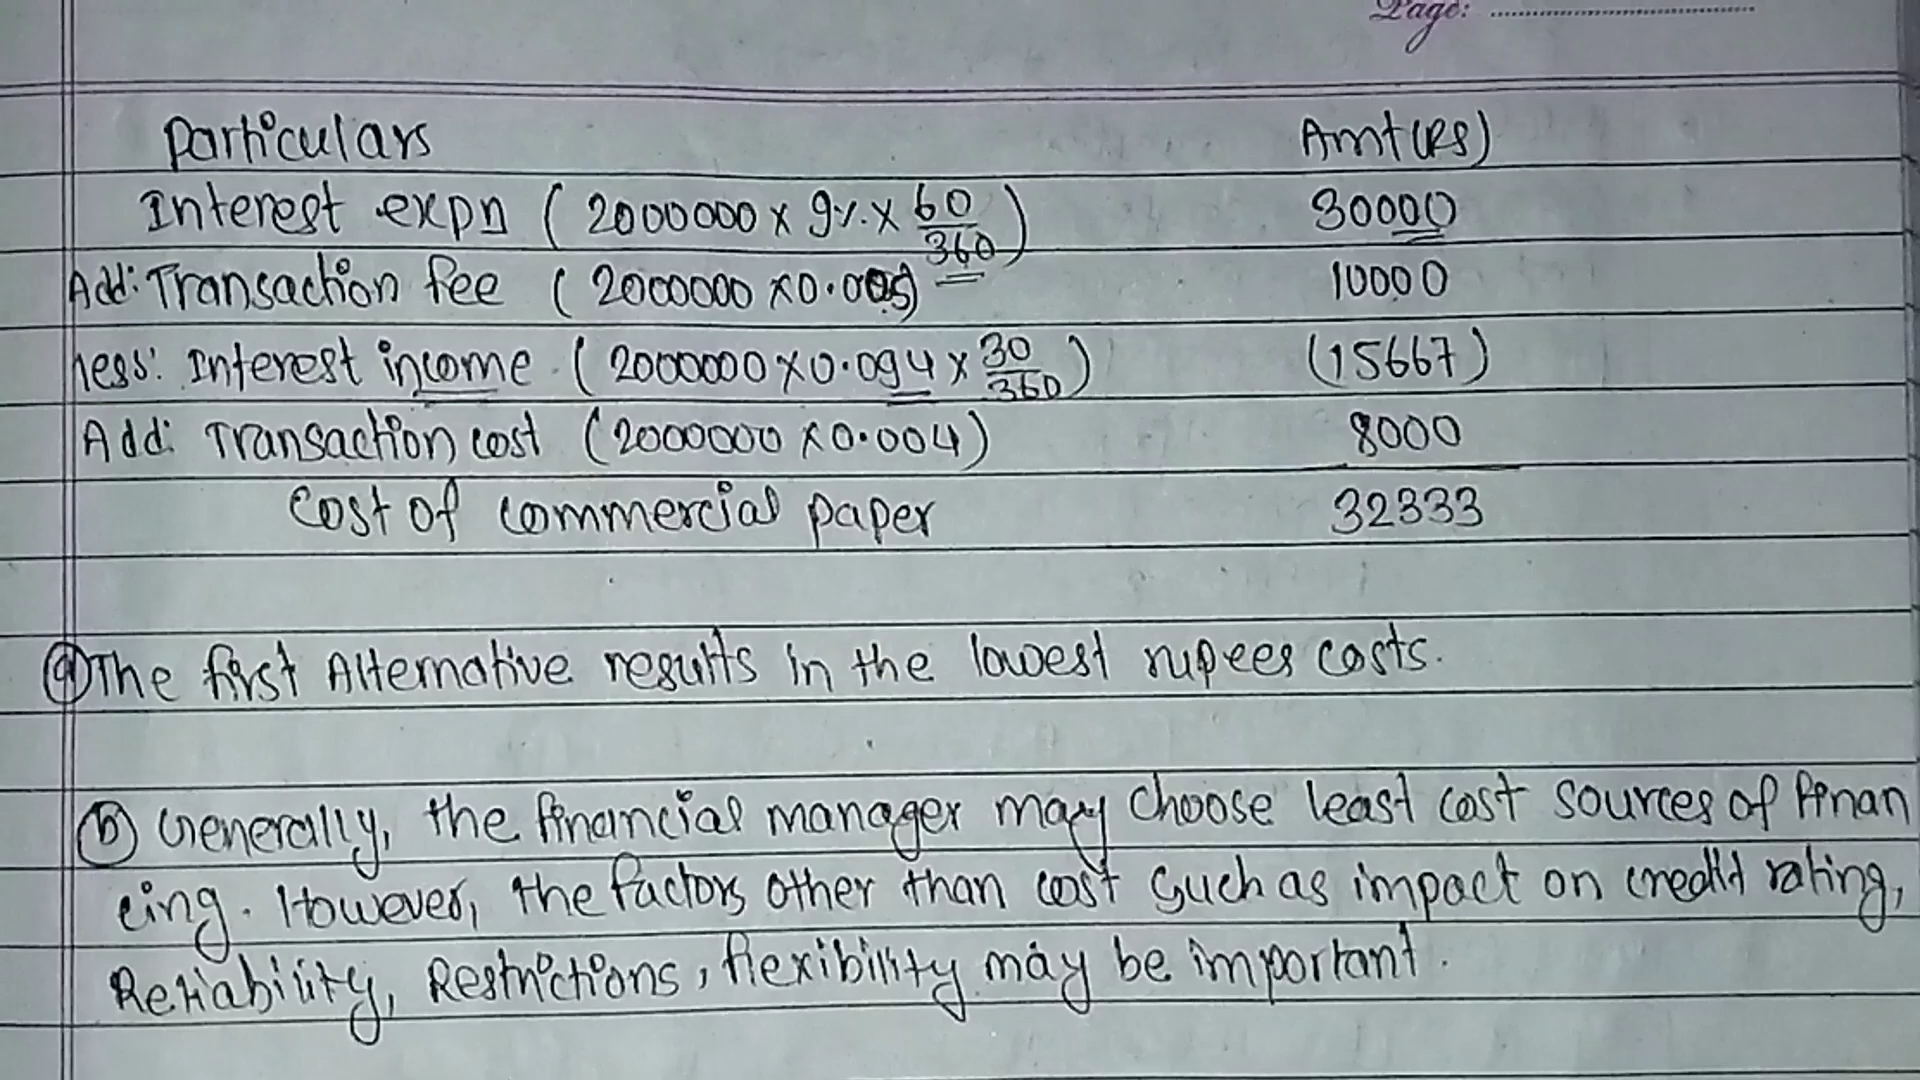 Page:
Particulars Amt(RS)
Interest expn (2000000 x 9%. x 60/360) 30000
Add: Transaction fee (2000000 x0.005) 10000
less: Interest income (2000000 x0.094 x 30/360) (15667)
Add: Transaction cost (2000000 x0.004) 8000
Cost of commercial paper 32333
(a) The first Alternative results in the lowest rupees costs.
(b) Generally, the financial manager may choose least cost sources of finan
cing. However, the factors other than cost such as impact on credit rating,
Reliability, Restrictions, flexibility may be important.